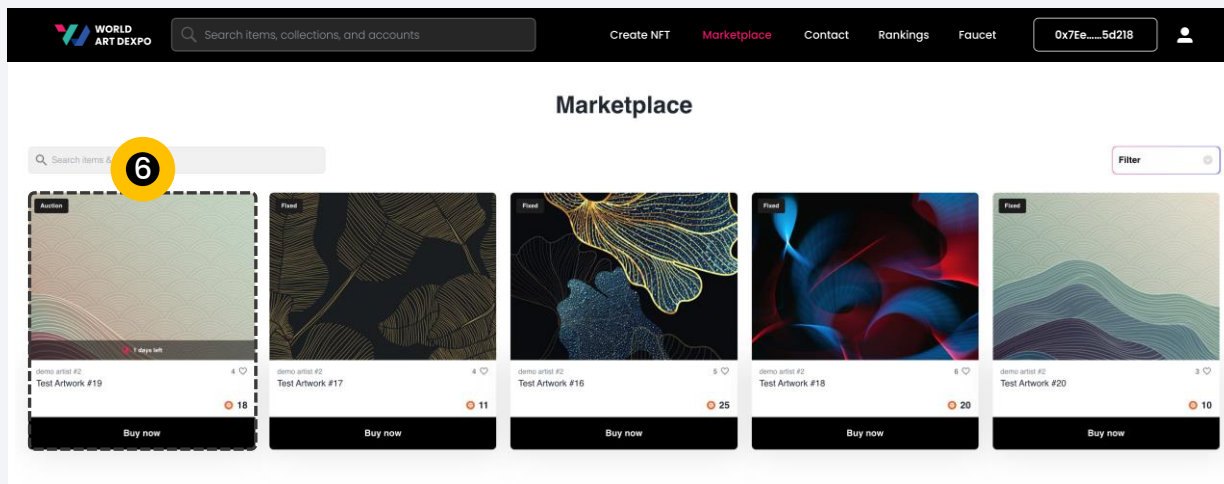 WORLD
ART DEXPO
Search items, collections, and accounts
Create NFT
Marketplace
Contact
Rankings
Faucet
0x7Ee......5d218
Marketplace
Search items &
6
Filter
Auction
7 days left
demo artist #2
4
Test Artwork #19
18
Buy now
Fixed
demo artist #2
4
Test Artwork #17
11
Buy now
Fixed
demo artist #2
5
Test Artwork #16
25
Buy now
Fixed
demo artist #2
6
Test Artwork #18
20
Buy now
Fixed
demo artist #2
3
Test Artwork #20
10
Buy now